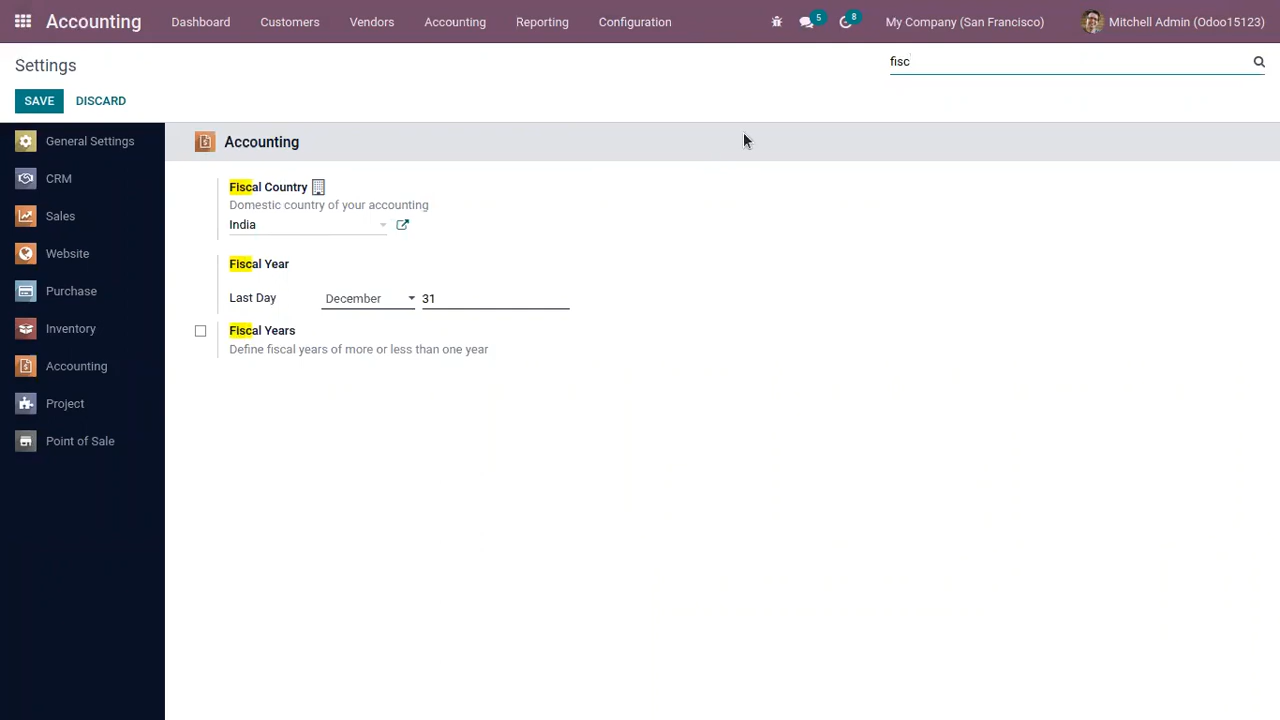 Accounting Dashboard Customers Vendors Accounting Reporting Configuration 5 8 My Company (San Francisco) Mitchell Admin (Odoo15123)
Settings fisc
SAVE DISCARD
General Settings
CRM
Sales
Website
Purchase
Inventory
Accounting
Project
Point of Sale
Accounting
Fiscal Country
Domestic country of your accounting
India
Fiscal Year
Last Day December 31
Fiscal Years
Define fiscal years of more or less than one year